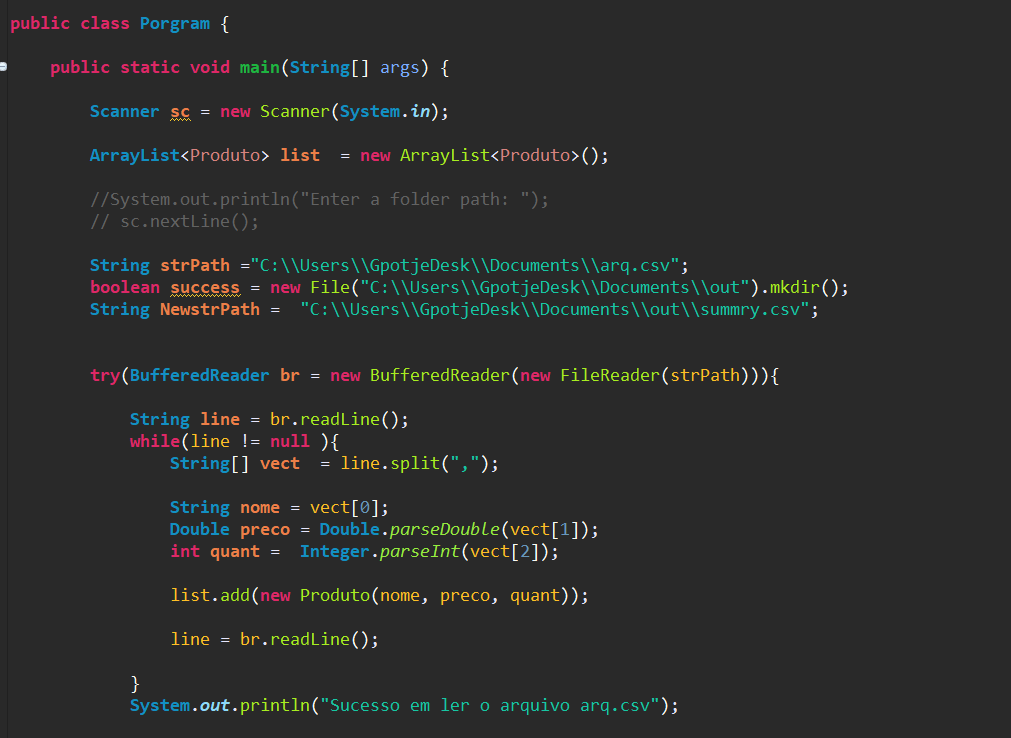 public class Porgram {
public static void main(String[] args) {
Scanner sc = new Scanner(System.in);
ArrayList<Produto> list  = new ArrayList<Produto>();
//System.out.println("Enter a folder path: ");
// sc.nextLine();
String strPath ="C:\\Users\\GpotjeDesk\\Documents\\arq.csv";
boolean success = new File("C:\\Users\\GpotjeDesk\\Documents\\out").mkdir();
String NewstrPath =  "C:\\Users\\GpotjeDesk\\Documents\\out\\summry.csv";
try(BufferedReader br = new BufferedReader(new FileReader(strPath))){
String line = br.readLine();
while(line != null ){
String[] vect  = line.split(",");
String nome = vect[0];
Double preco = Double.parseDouble(vect[1]);
int quant =  Integer.parseInt(vect[2]);
list.add(new Produto(nome, preco, quant));
line = br.readLine();
}
System.out.println("Sucesso em ler o arquivo arq.csv");